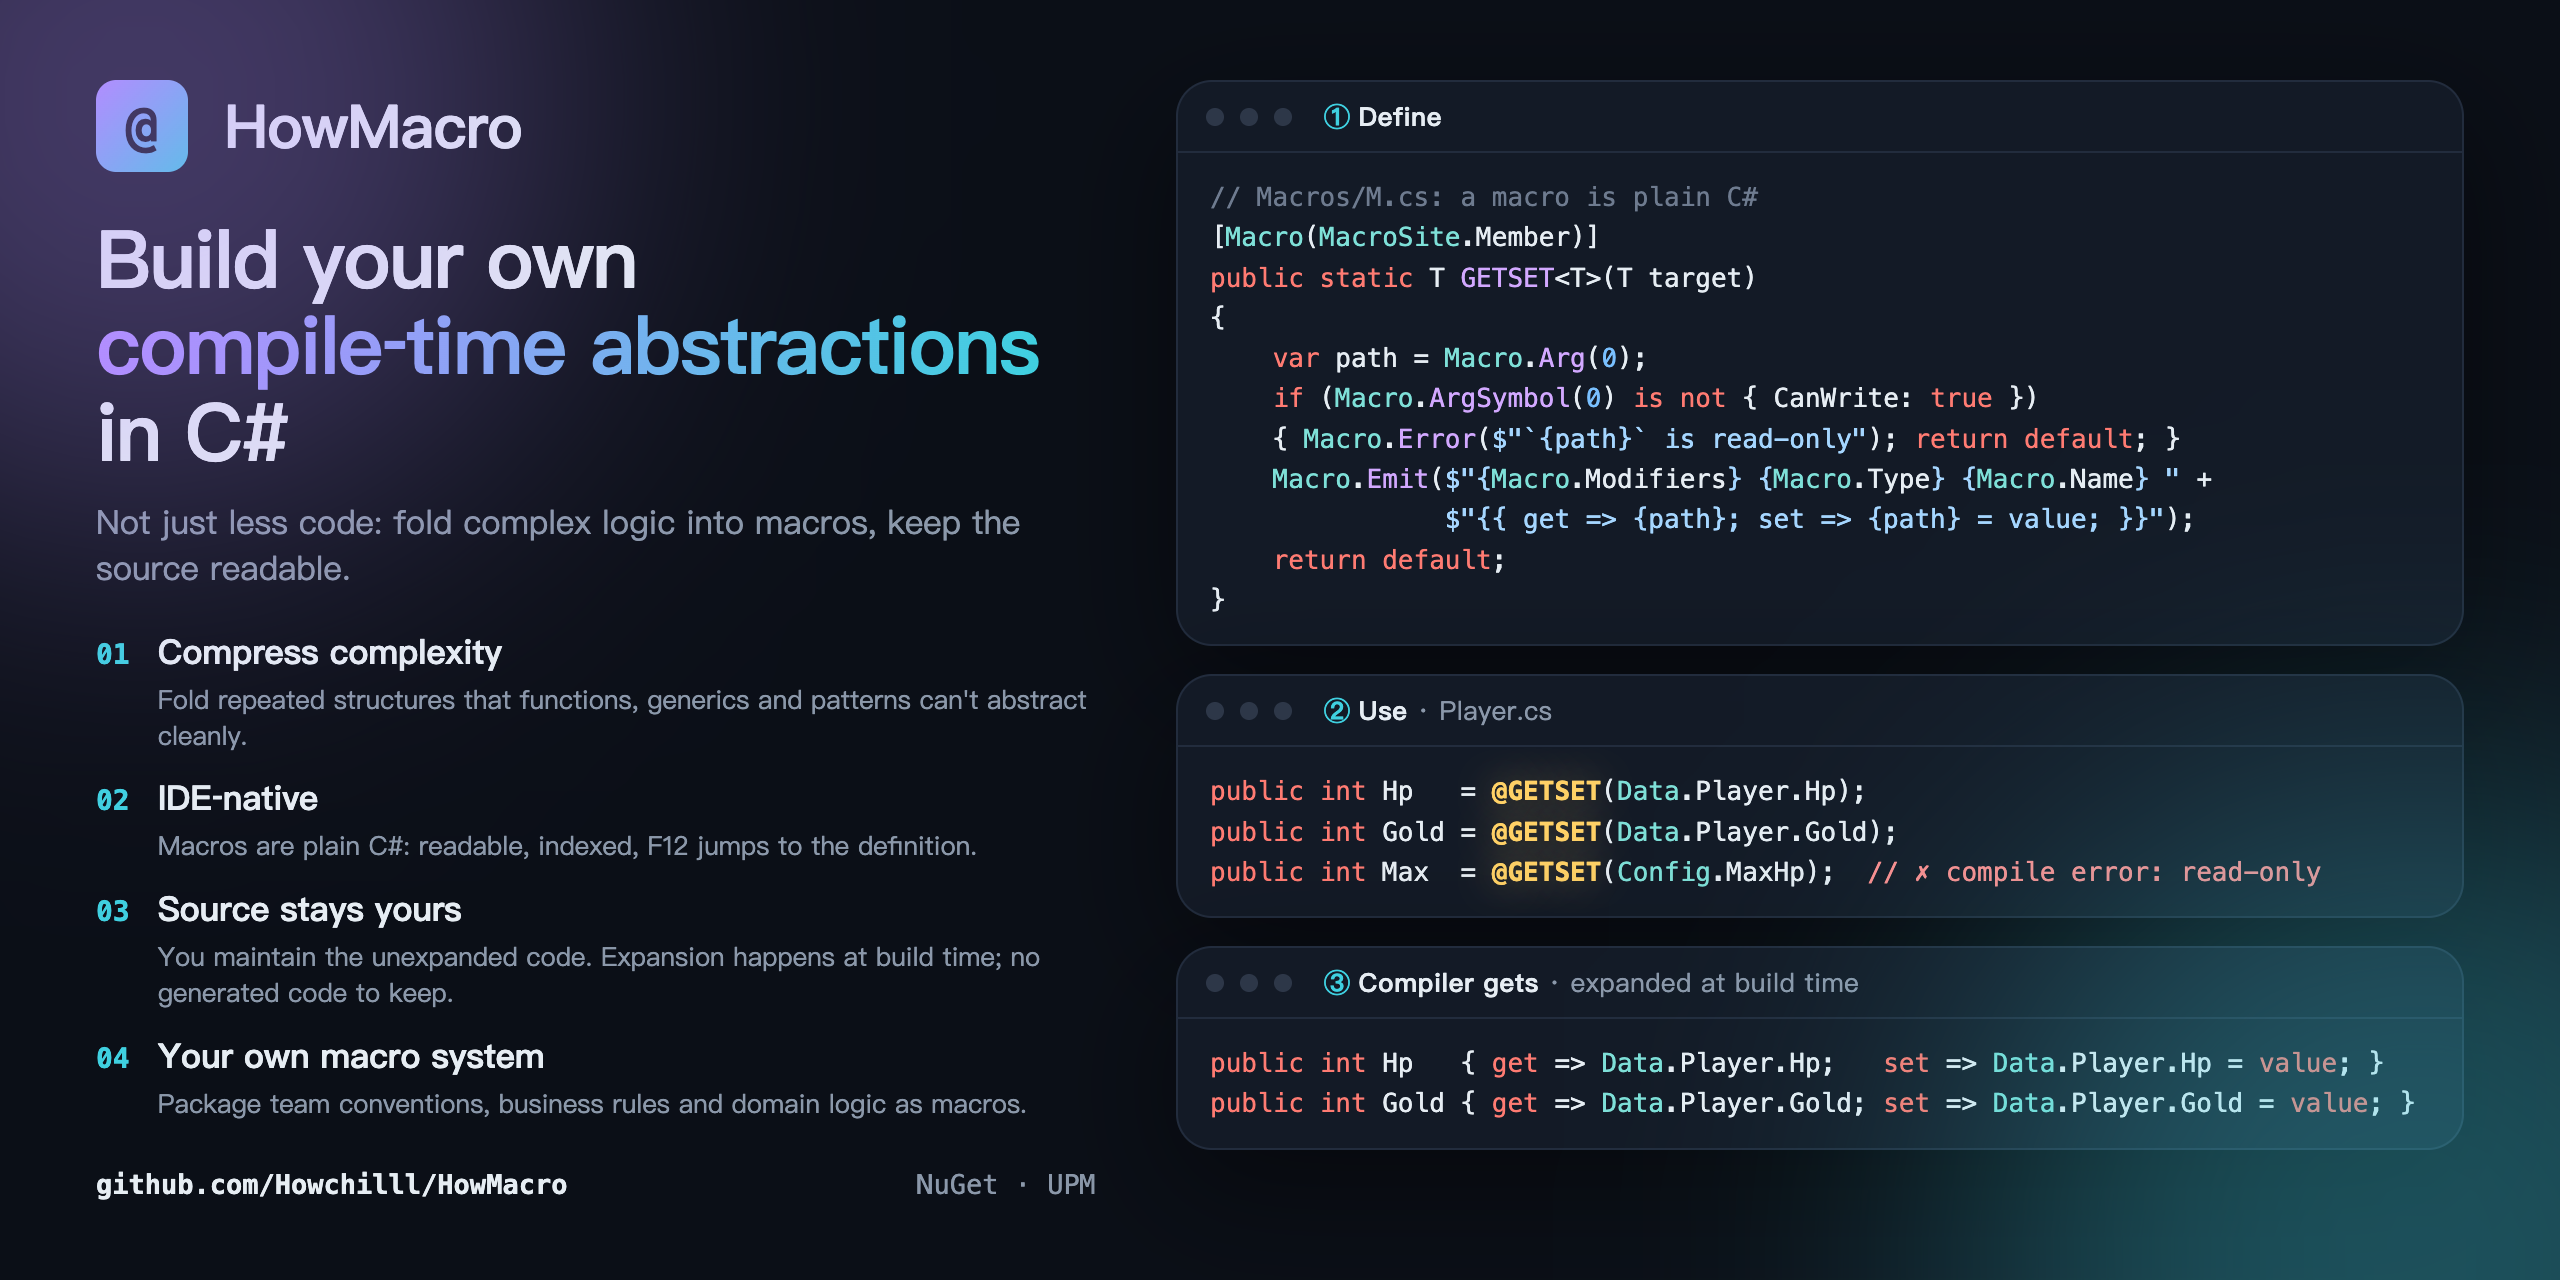 @ HowMacro
Build your own
compile-time abstractions
in C#
Not just less code: fold complex logic into macros, keep the
source readable.
01 Compress complexity
Fold repeated structures that functions, generics and patterns can't abstract
cleanly.
02 IDE-native
Macros are plain C#: readable, indexed, F12 jumps to the definition.
03 Source stays yours
You maintain the unexpanded code. Expansion happens at build time; no
generated code to keep.
04 Your own macro system
Package team conventions, business rules and domain logic as macros.
github.com/Howchilll/HowMacro
NuGet · UPM
① Define
// Macros/M.cs: a macro is plain C#
[Macro(MacroSite.Member)]
public static T GETSET<T>(T target)
{
    var path = Macro.Arg(0);
    if (Macro.ArgSymbol(0) is not { CanWrite: true })
    { Macro.Error($"`{path}` is read-only"); return default; }
    Macro.Emit($"{Macro.Modifiers} {Macro.Type} {Macro.Name} " +
               $"{{ get => {path}; set => {path} = value; }}");
    return default;
}
② Use · Player.cs
public int Hp   = @GETSET(Data.Player.Hp);
public int Gold = @GETSET(Data.Player.Gold);
public int Max  = @GETSET(Config.MaxHp);  // ✗ compile error: read-only
③ Compiler gets · expanded at build time
public int Hp   { get => Data.Player.Hp;   set => Data.Player.Hp = value; }
public int Gold { get => Data.Player.Gold; set => Data.Player.Gold = value; }